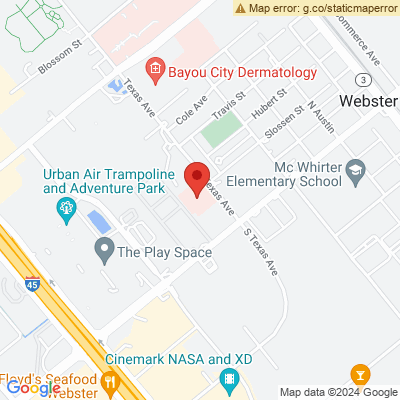 Map error: g.co/staticmaperror
Blossom St
Commerce Ave
Bayou City Dermatology
3
Texas Ave
Cole Ave
Travis St
Hubert St
Webster
N Austin
Slossen St
Urban Air Trampoline
and Adventure Park
Mc Whirter
Elementary School
Texas Ave
S Texas Ave
The Play Space
45
Cinemark NASA and XD
Floyd's Seafood
Webster
Google
Map data ©2024 Google